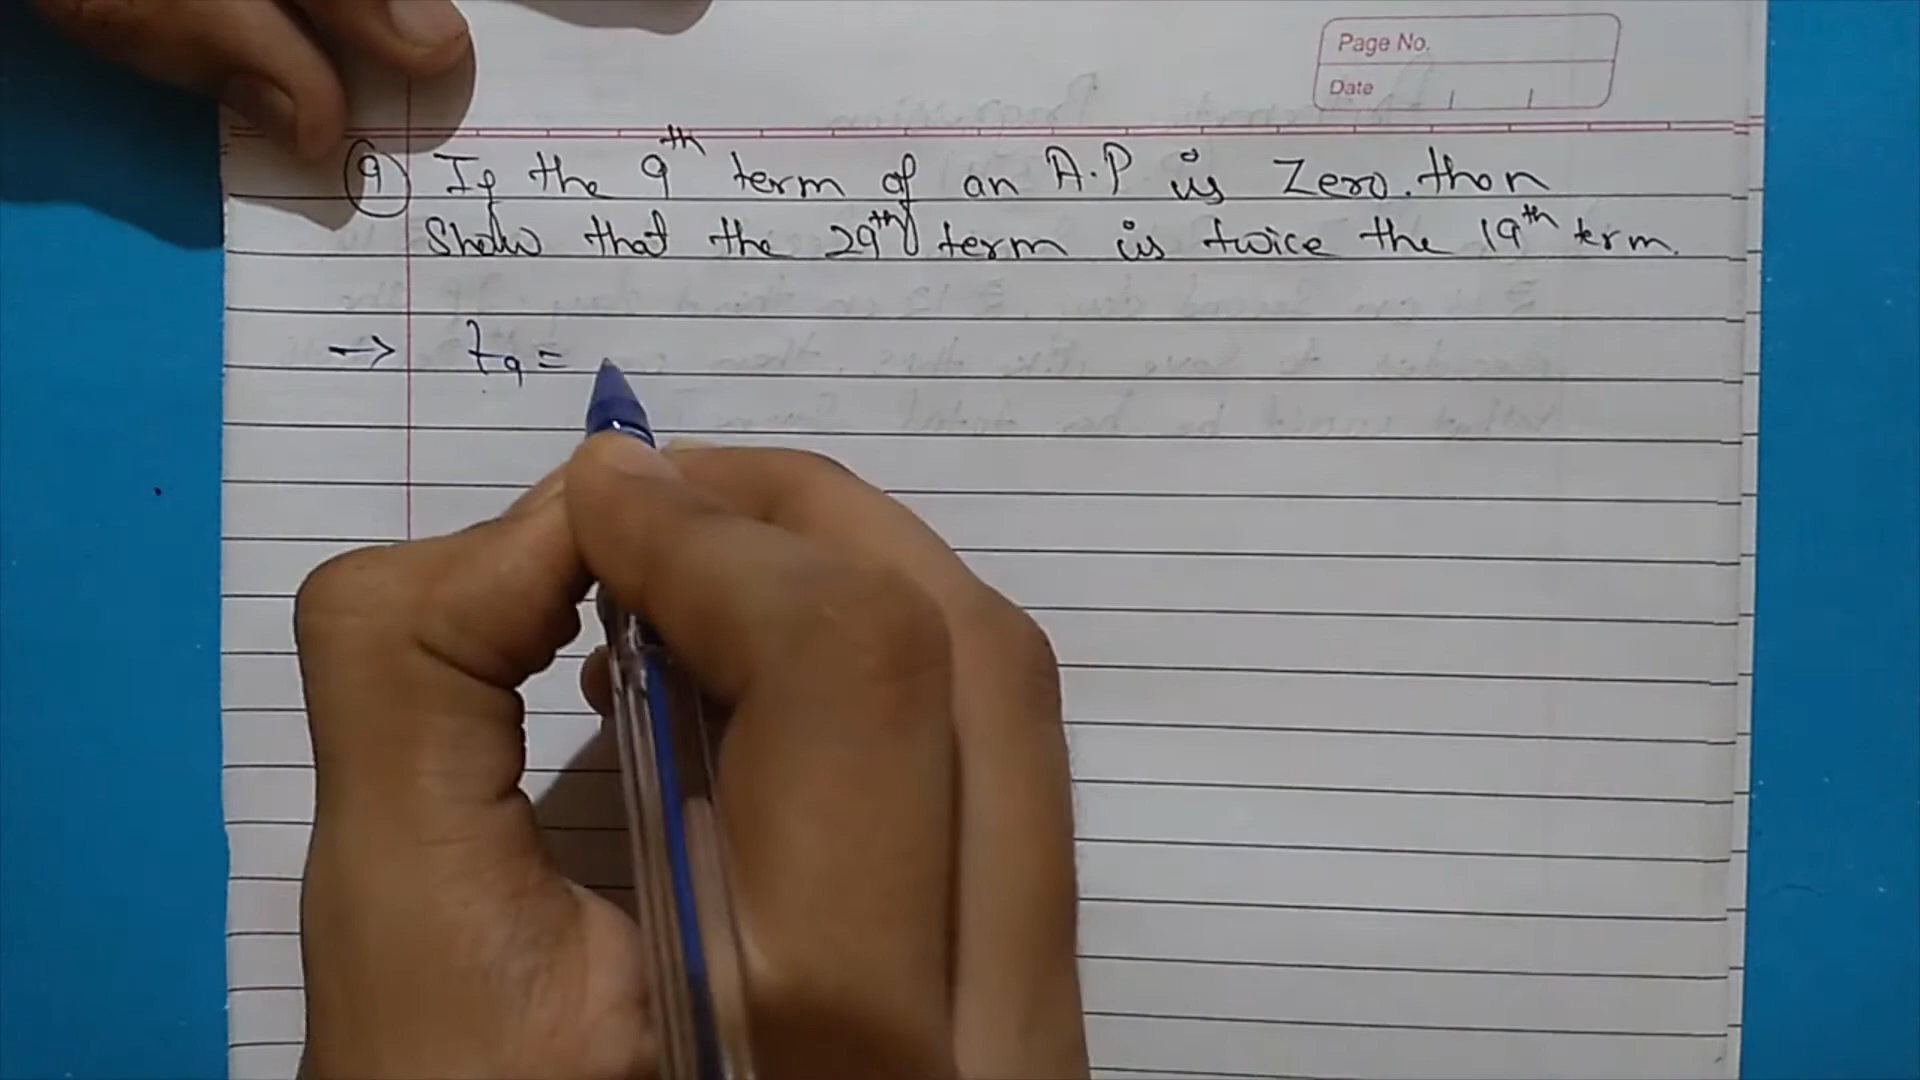 Page No.
Date
9 If the 9th term of an A.P is Zero. then
Show that the 29th term is twice the 19th term.
→ t9 =